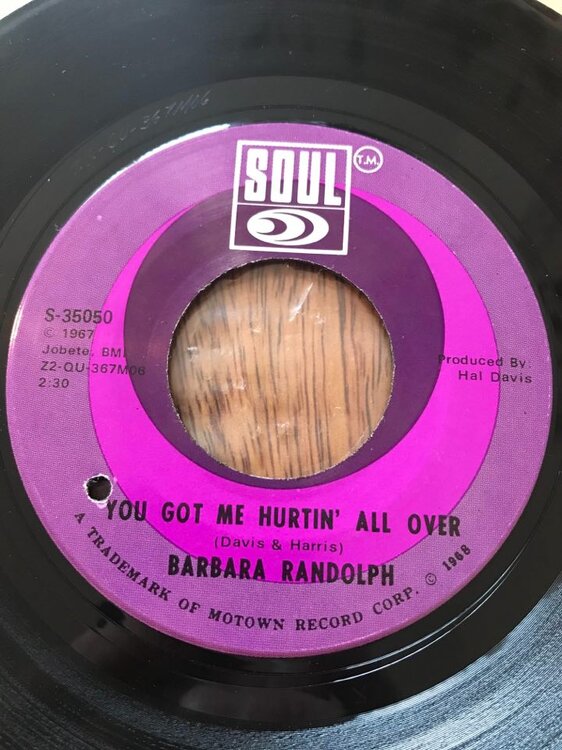 SOUL
T.M.
S-35050
© 1967
Jobete, BMI
Z2-QU-367M06
2:30
Produced By:
Hal Davis
YOU GOT ME HURTIN' ALL OVER
(Davis & Harris)
BARBARA RANDOLPH
A TRADEMARK OF MOTOWN RECORD CORP. © 1968